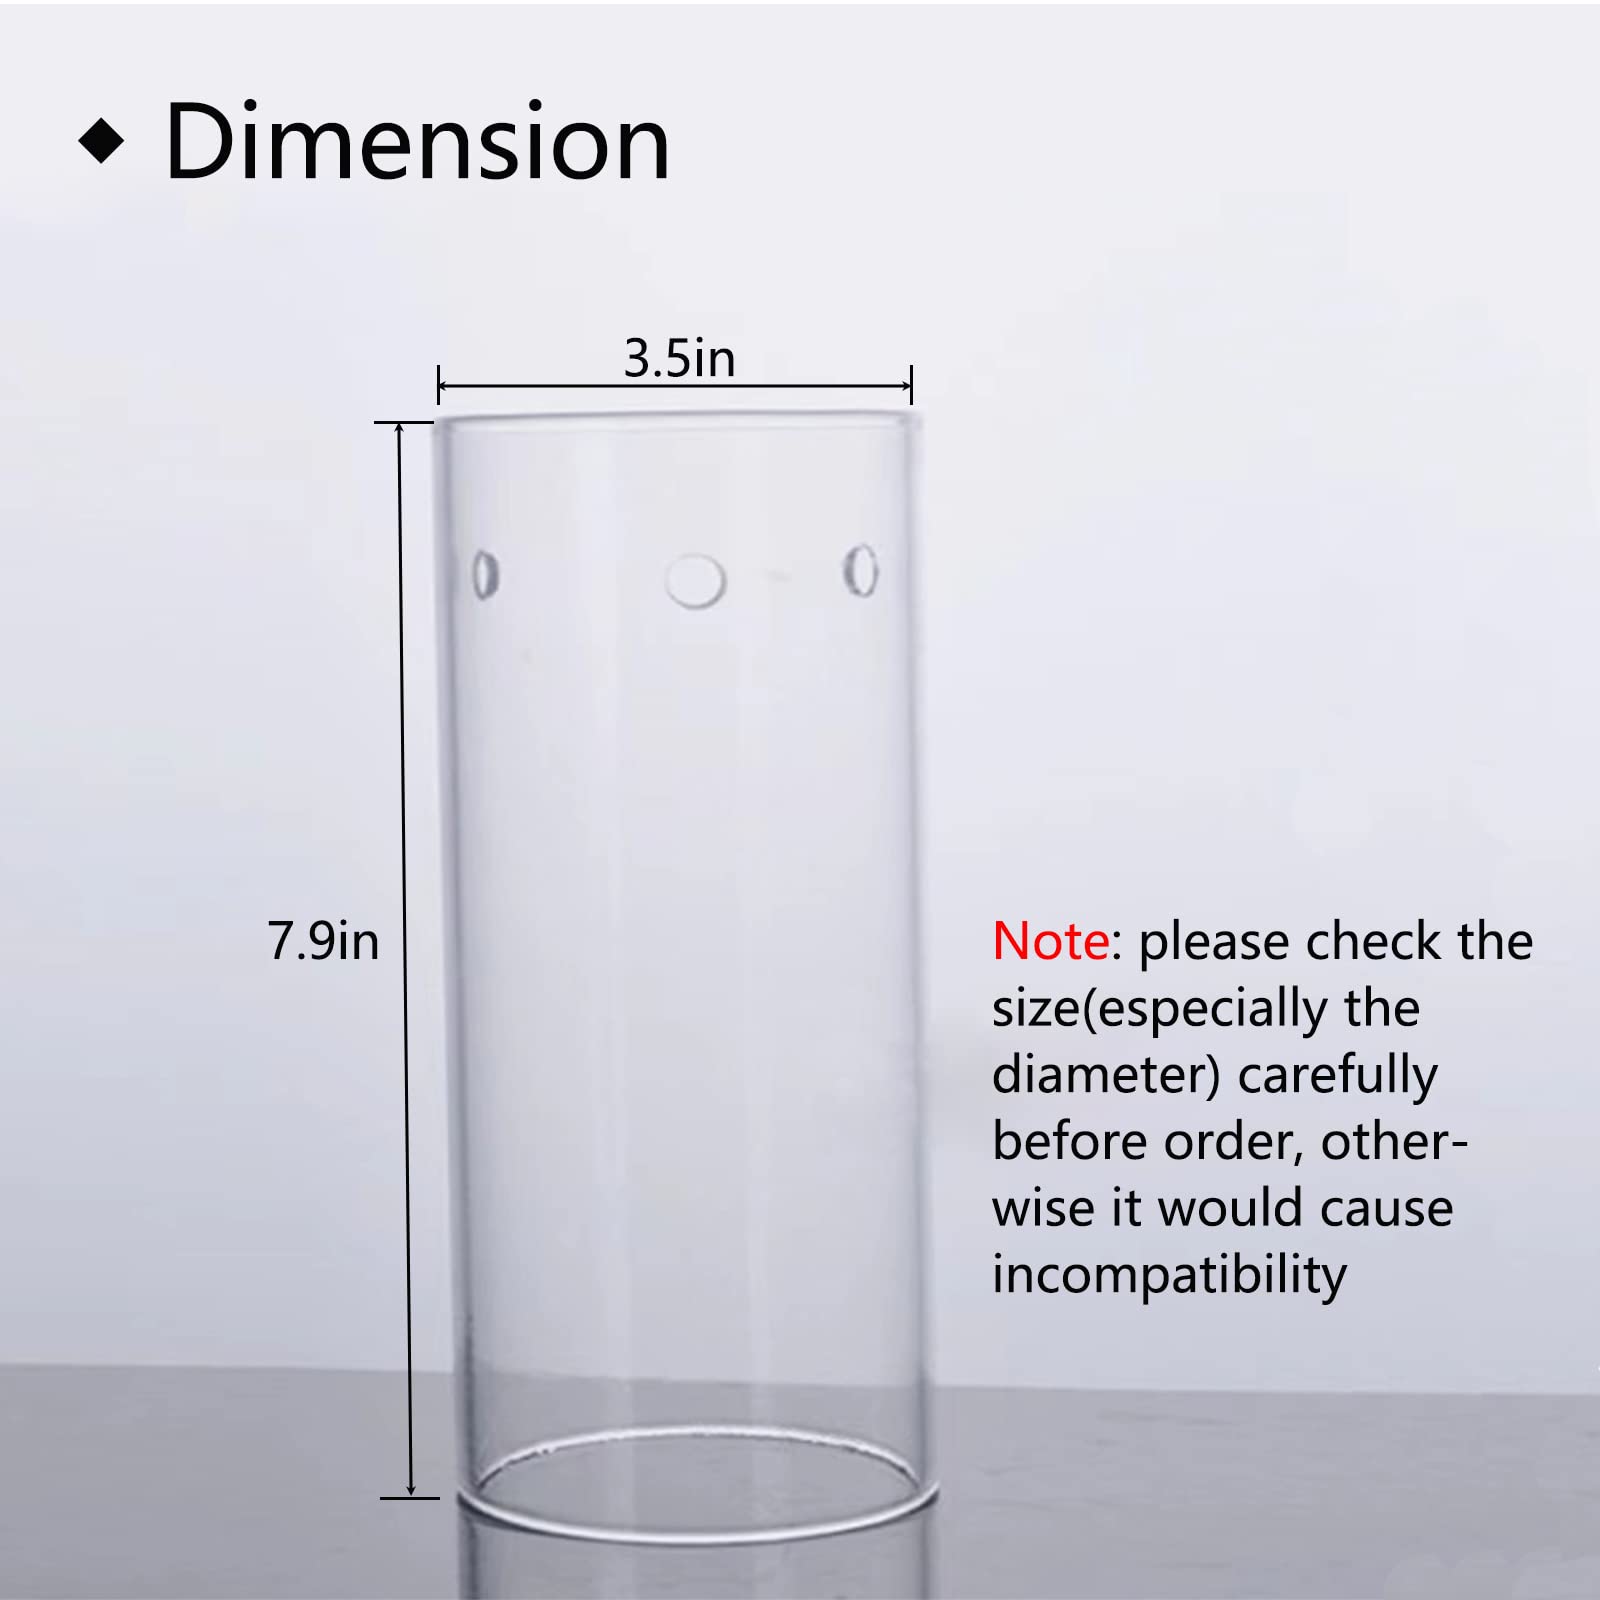 ◆ Dimension
3.5in
7.9in
Note: please check the
size(especially the
diameter) carefully
before order, other-
wise it would cause
incompatibility